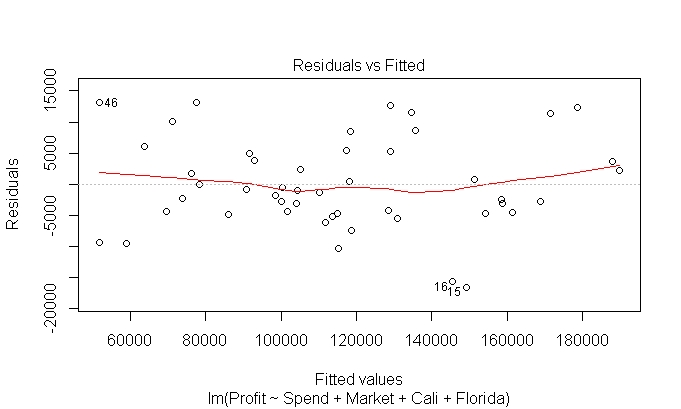 Residuals vs Fitted
Residuals
15000
5000
-5000
-20000
46
16
15
60000 80000 100000 120000 140000 160000 180000
Fitted values
lm(Profit ~ Spend + Market + Cali + Florida)